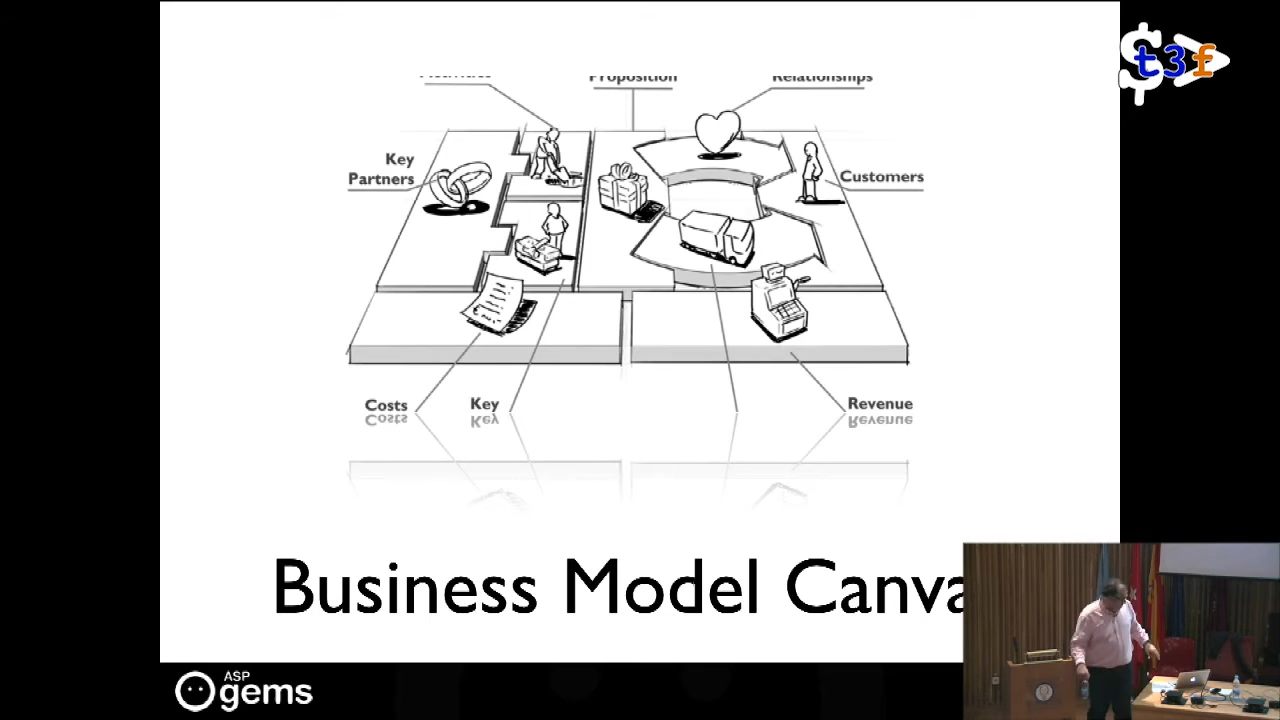 Proposition
Relationships
t3f
Key
Partners
Customers
Costs
Key
Revenue
Business Model Canva
ASP
gems